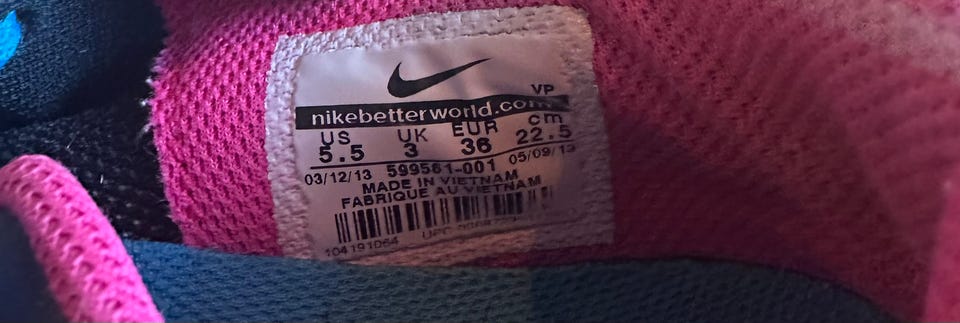 VP
nikebetterworld.com
US UK EUR cm
5.5 3 36 22.5
03/12/13 599561-001 05/09/13
MADE IN VIETNAM
FABRIQUE AU VIETNAM
104191064 UPC